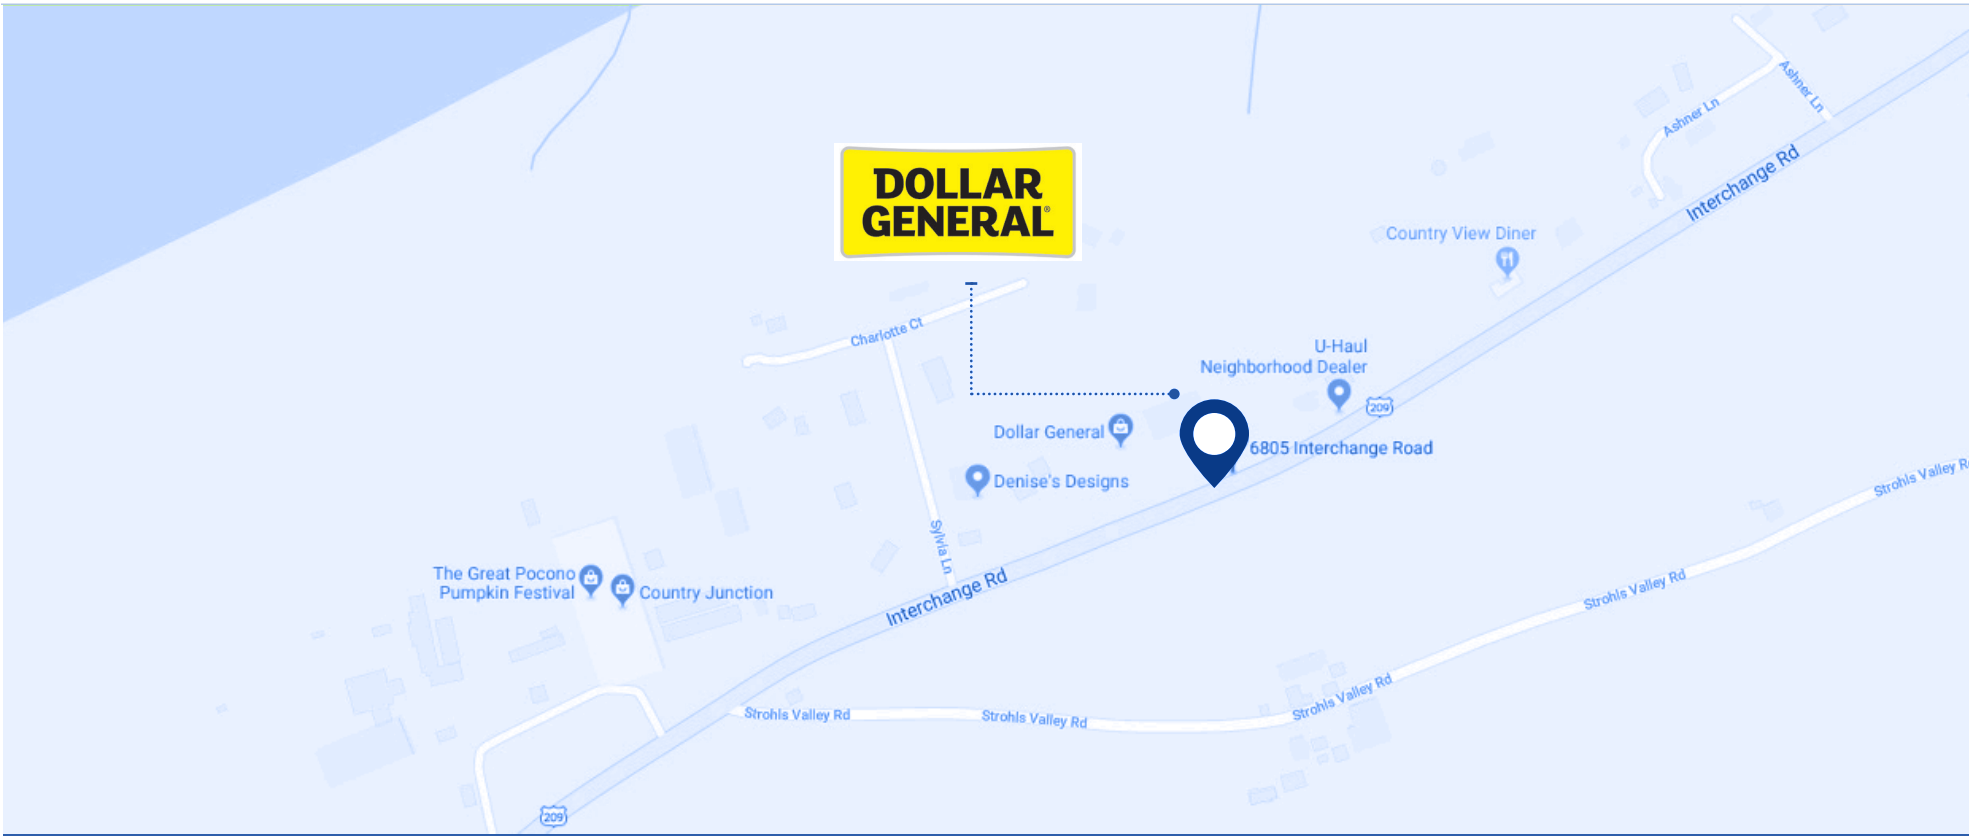 Ashner Ln
Ashner Ln
Interchange Rd
DOLLAR
GENERAL®
Country View Diner
Charlotte Ct
U-Haul
Neighborhood Dealer
209
Dollar General
6805 Interchange Road
Denise's Designs
Strohls Valley R
Sylvia Ln
The Great Pocono
Pumpkin Festival
Country Junction
Interchange Rd
Strohls Valley Rd
Strohls Valley Rd
Strohls Valley Rd
Strohls Valley Rd
209